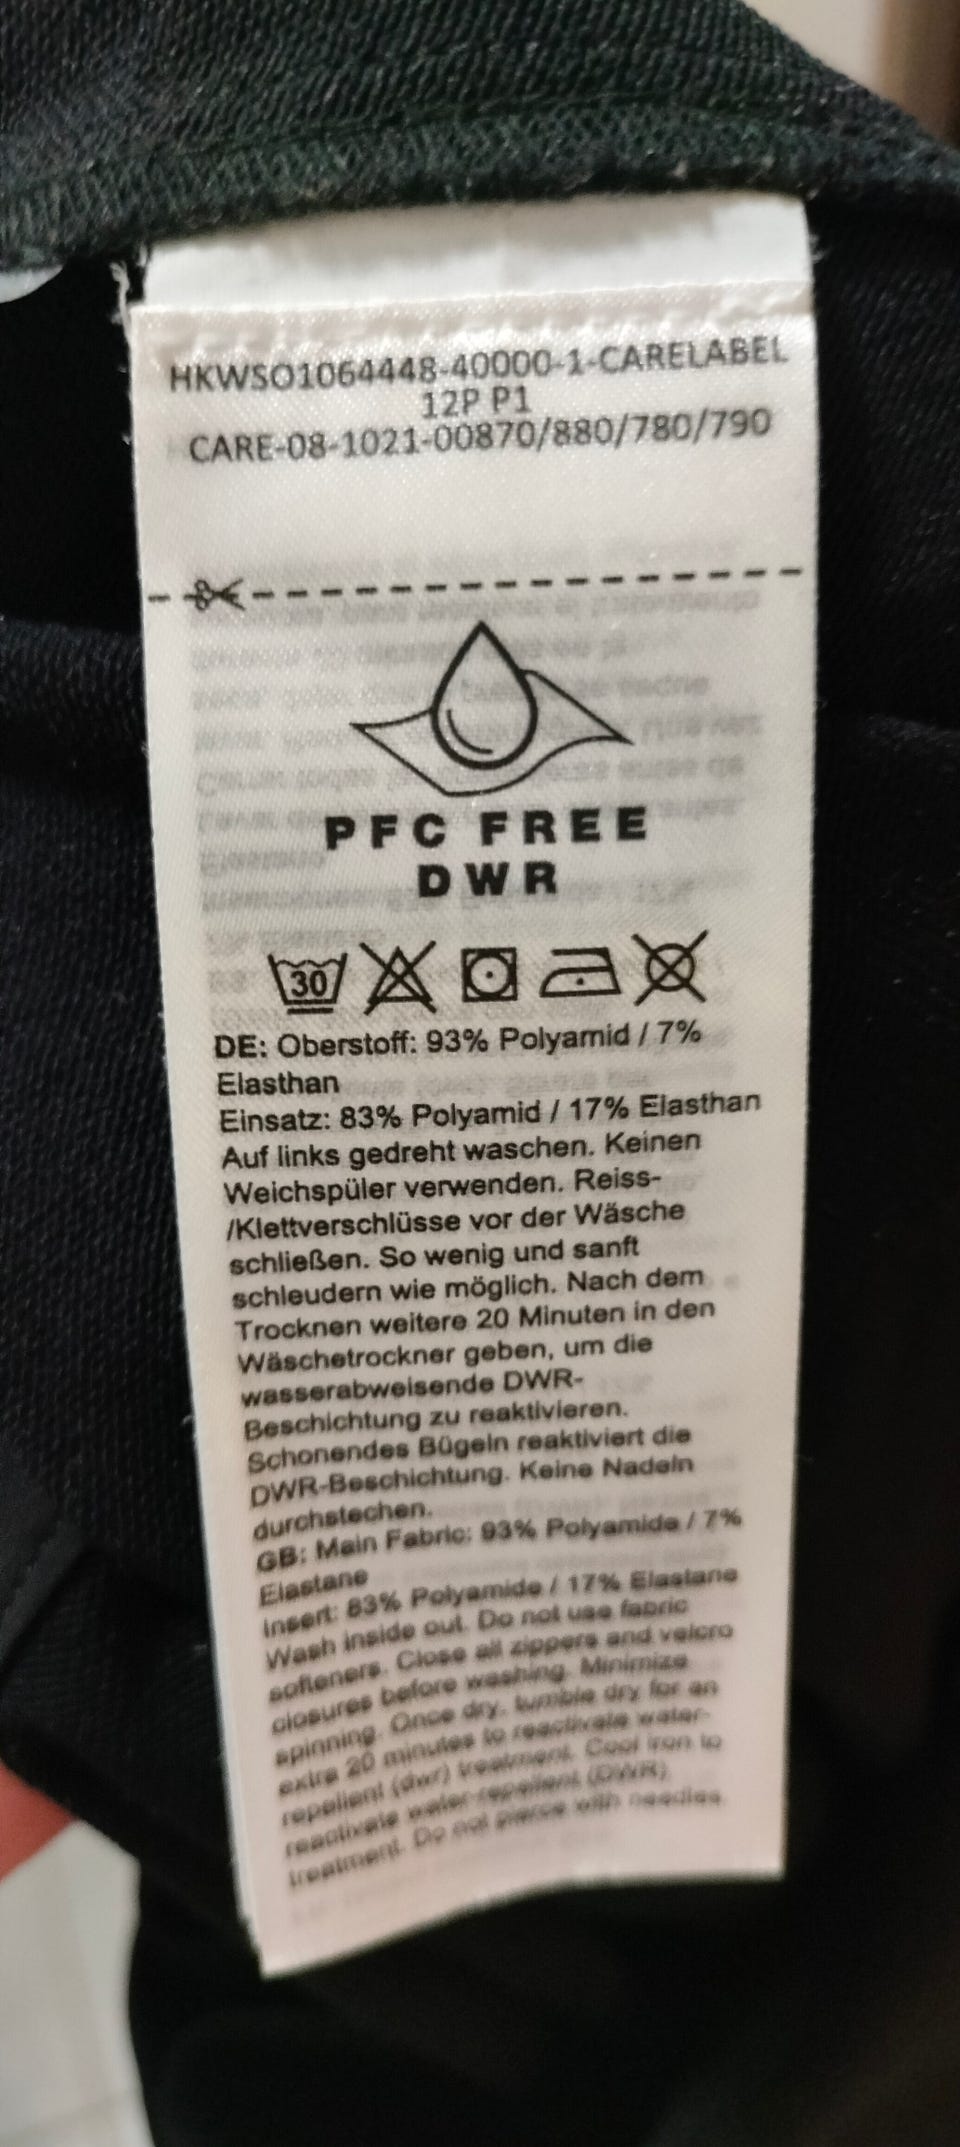 HKWSO1064448-40000-1-CARELABEL
12P P1
CARE-08-1021-00870/880/780/790
PFC FREE
DWR
30
DE: Oberstoff: 93% Polyamid / 7%
Elasthan
Einsatz: 83% Polyamid / 17% Elasthan
Auf links gedreht waschen. Keinen
Weichspüler verwenden. Reiss-
/Klettverschlüsse vor der Wäsche
schließen. So wenig und sanft
schleudern wie möglich. Nach dem
Trocknen weitere 20 Minuten in den
Wäschetrockner geben, um die
wasserabweisende DWR-
Beschichtung zu reaktivieren.
Schonendes Bügeln reaktiviert die
DWR-Beschichtung. Keine Nadeln
durchstechen.
GB: Main Fabric: 93% Polyamide / 7%
Elastane
Insert: 83% Polyamide / 17% Elastane
Wash inside out. Do not use fabric
softeners. Close all zippers and velcro
closures before washing. Minimize
spinning. Once dry, tumble dry for an
extra 20 minutes to reactivate water-
repellent (dwr) treatment. Cool iron to
reactivate water-repellent (DWR)
treatment. Do not pierce with needles.